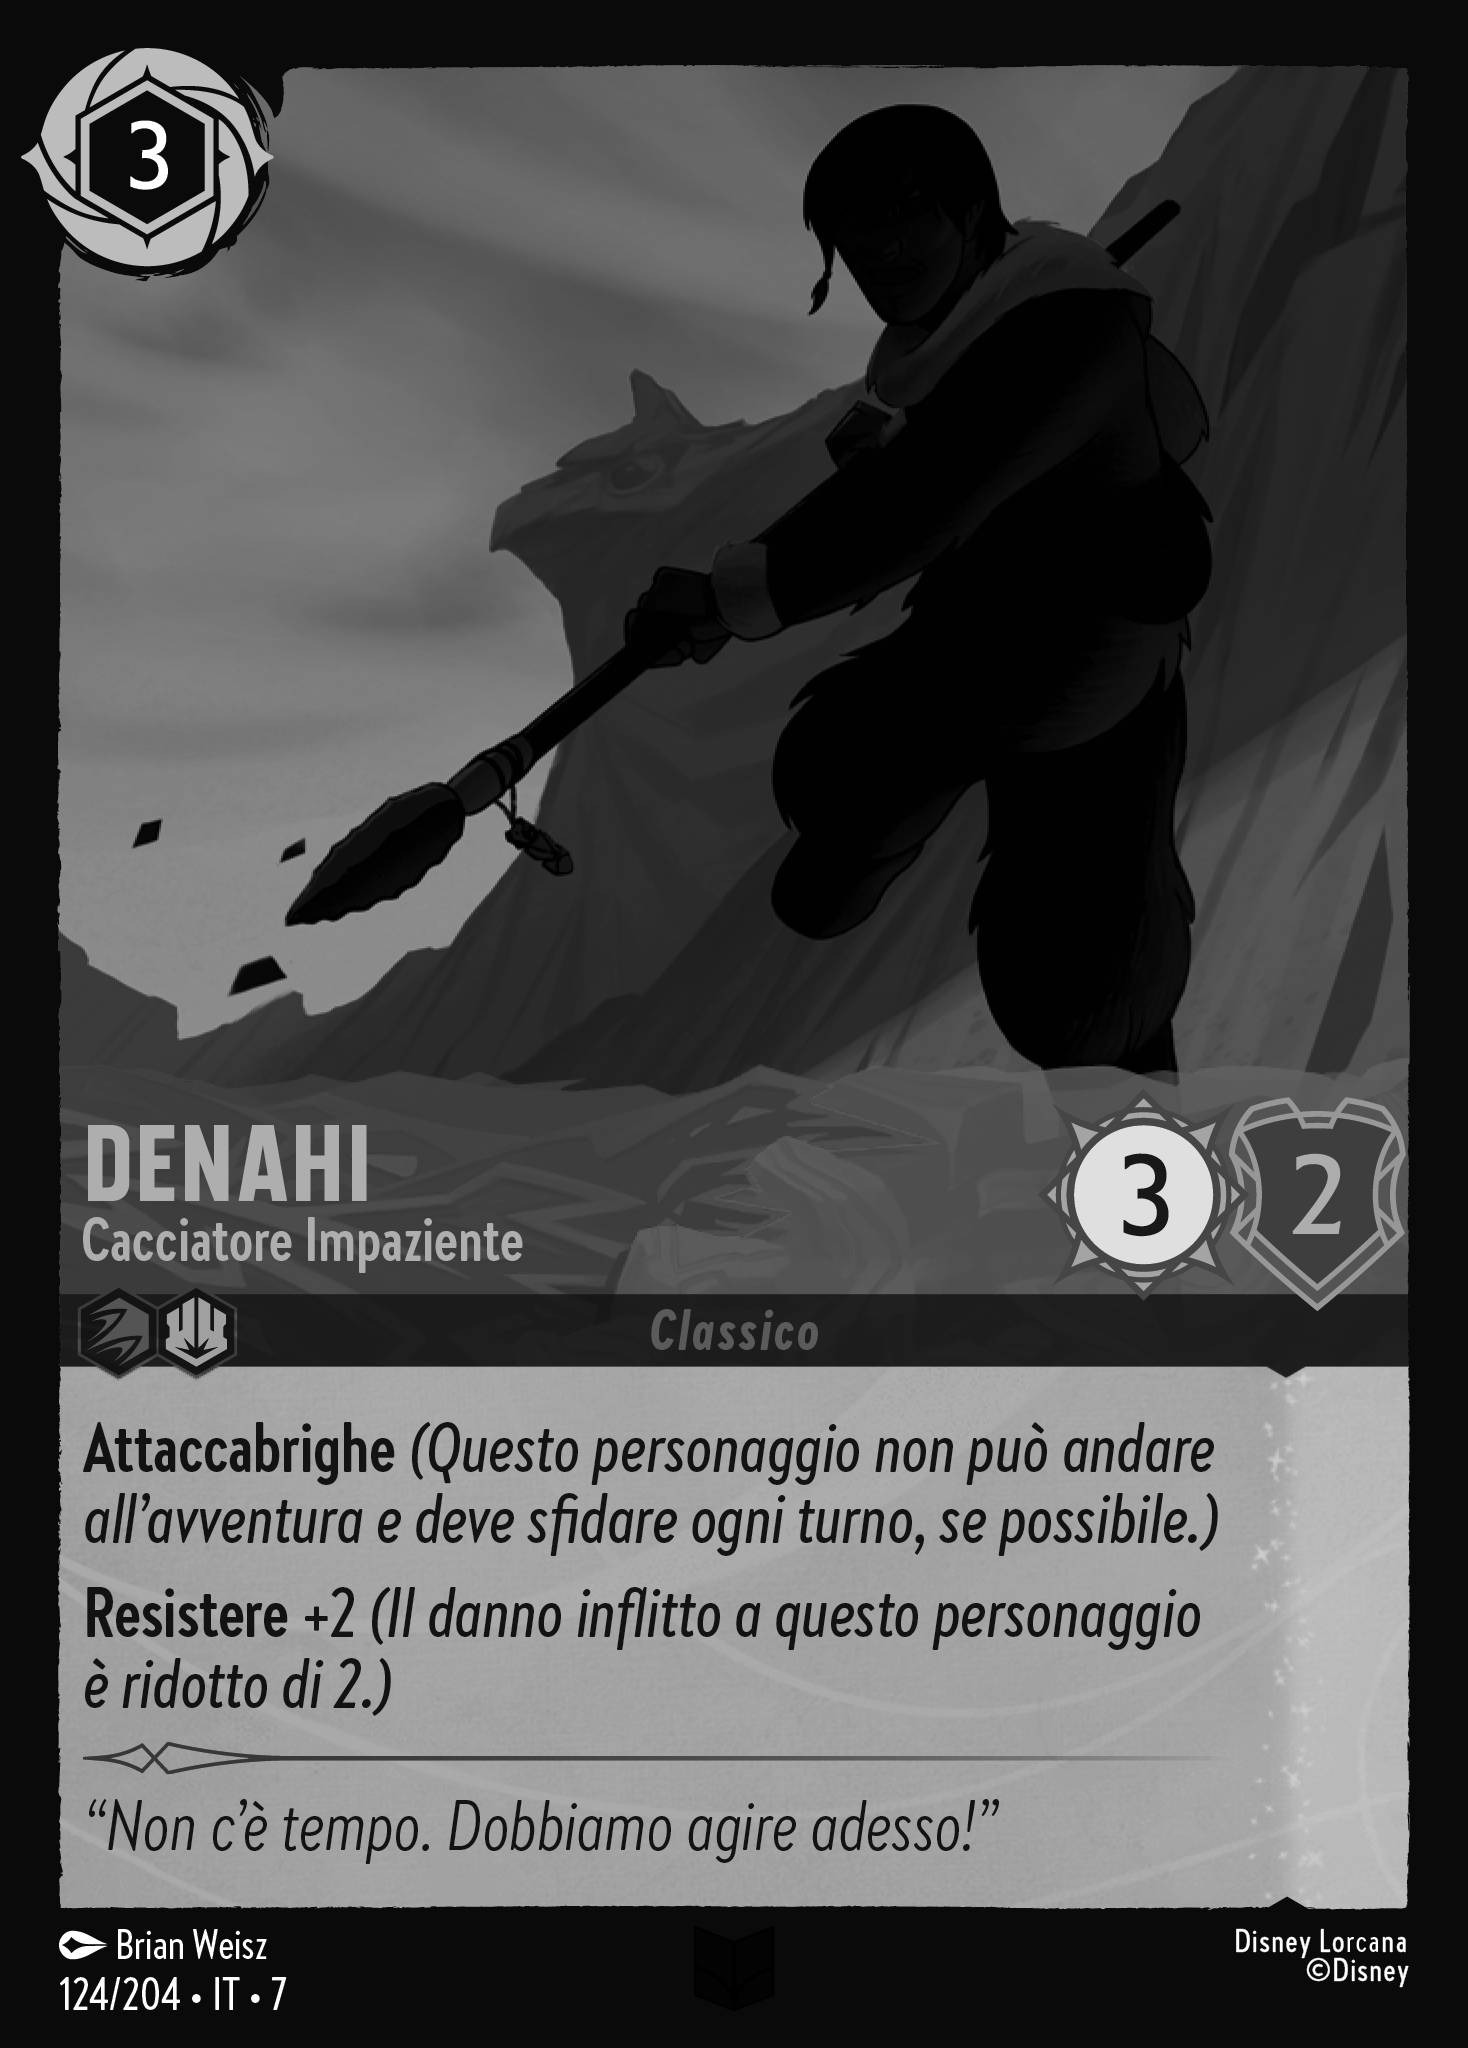 3
DENAHI
Cacciatore Impaziente
3
2
Classico
Attaccabrighe (Questo personaggio non può andare
all’avventura e deve sfidare ogni turno, se possibile.)
Resistere +2 (Il danno inflitto a questo personaggio
è ridotto di 2.)
“Non c’è tempo. Dobbiamo agire adesso!”
Brian Weisz
124/204 • IT • 7
Disney Lorcana
©Disney